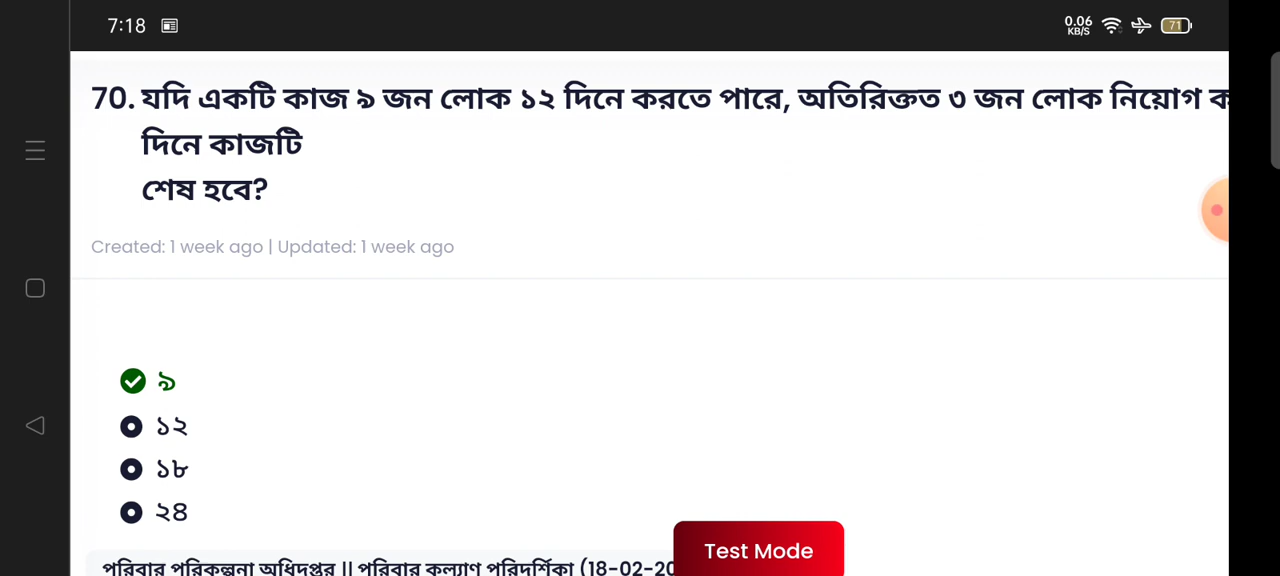 7:18
0.06
KB/S
71
70. যদি একটি কাজ ৯ জন লোক ১২ দিনে করতে পারে, অতিরিক্তত ৩ জন লোক নিয়োগ
দিনে কাজটি
শেষ হবে?
Created: 1 week ago | Updated: 1 week ago
৯
১২
১৮
২৪
Test Mode
পরিবার পরিকল্পনা অধিদপ্তর || পরিবার কল্যাণ পরিদর্শিকা (18-02-20